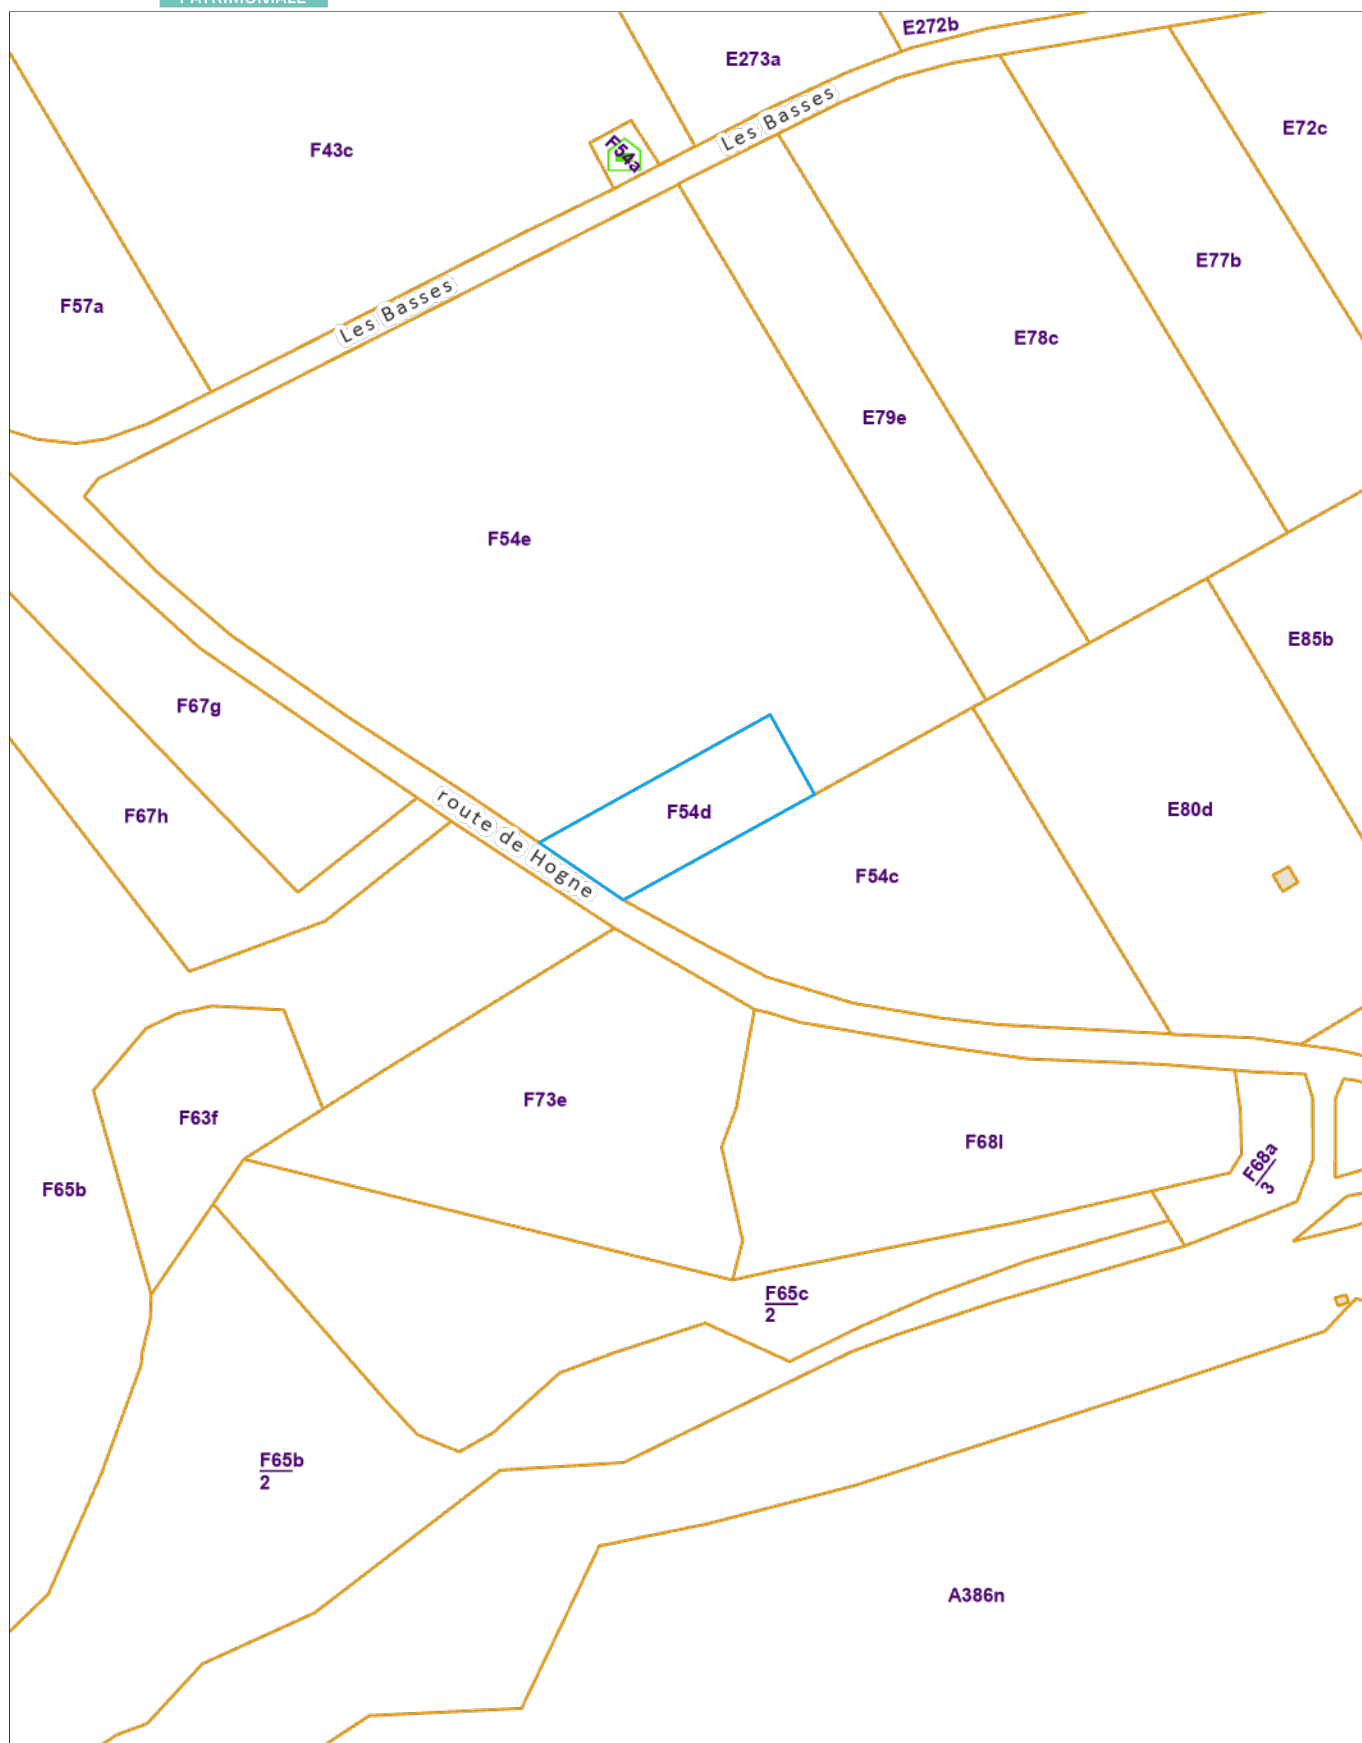 PATRIMONIALE
E272b
E273a
Les Basses
E72c
F43c
F54a
E77b
Les Basses
F57a
E78c
E79e
F54e
E85b
F67g
E80d
F54d
F67h
route de Hogne
F54c
F73e
F63f
F68l
F68a
3
F65b
F65c
2
F65b
2
A386n